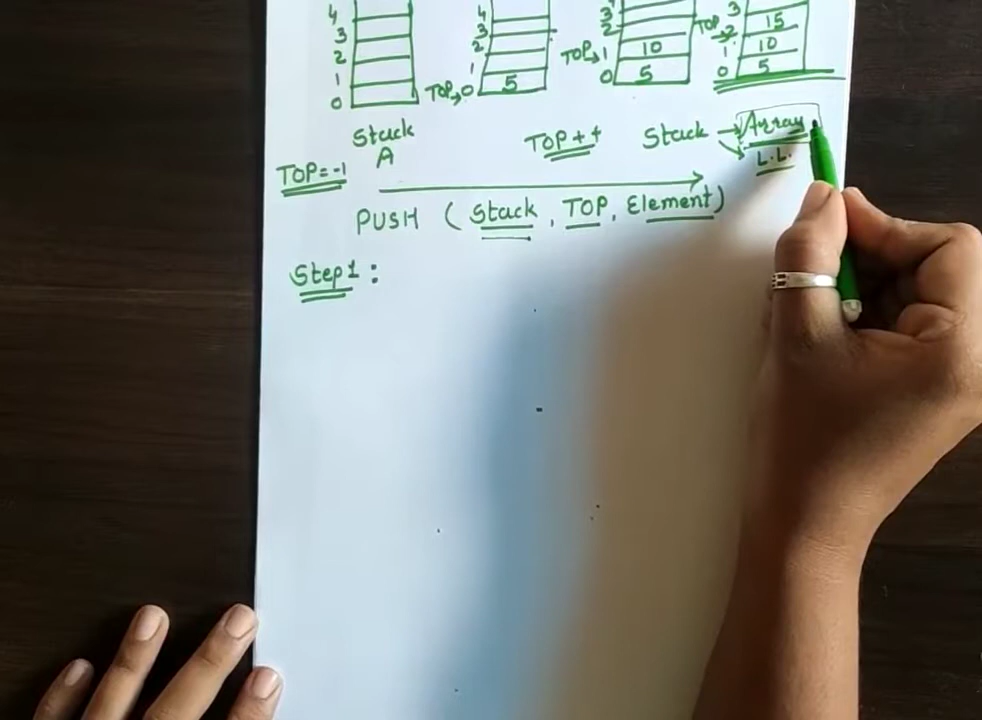 4
3
2
1
0
4
3
2
1
TOP→0 5
3
2
TOP→1 10
0 5
3
TOP→2 15
1 10
0 5
Stack
A
TOP++
Stack → Array
L.L.
TOP=-1
PUSH ( Stack , TOP, Element )
Step 1 :